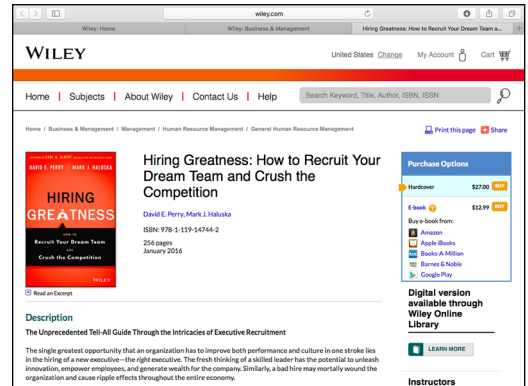 wiley.com
Wiley: Home
Wiley: Business & Management
Hiring Greatness: How to Recruit Your Dream Team a...
WILEY
United States Change My Account Cart
Home | Subjects | About Wiley | Contact Us | Help
Search Keyword, Title, Author, ISBN, ISSN
Home / Business & Management / Management / Human Resource Management / General Human Resource Management
Print this page Share
DAVID E. PERRY | MARK J. HALUSKA
HIRING
GREATNESS
HOW TO
Recruit Your Dream Team
and
Crush the Competition
WILEY
Read an Excerpt
Hiring Greatness: How to Recruit Your
Dream Team and Crush the
Competition
David E. Perry, Mark J. Haluska
ISBN: 978-1-119-14744-2
256 pages
January 2016
Purchase Options
Hardcover $27.00 BUY
E-book ? $12.99 BUY
Buy e-book from:
Amazon
Apple iBooks
Books-A-Million
Barnes & Noble
Google Play
Digital version
available through
Wiley Online
Library
LEARN MORE
Instructors
Description
The Unprecedented Tell-All Guide Through the Intricacies of Executive Recruitment
The single greatest opportunity that an organization has to improve both performance and culture in one stroke lies
in the hiring of a new executive—the right executive. The fresh thinking of a skilled leader has the potential to unleash
innovation, empower employees, and generate wealth for the company. Similarly, a bad hire may mortally wound the
organization and cause ripple effects throughout the entire economy.